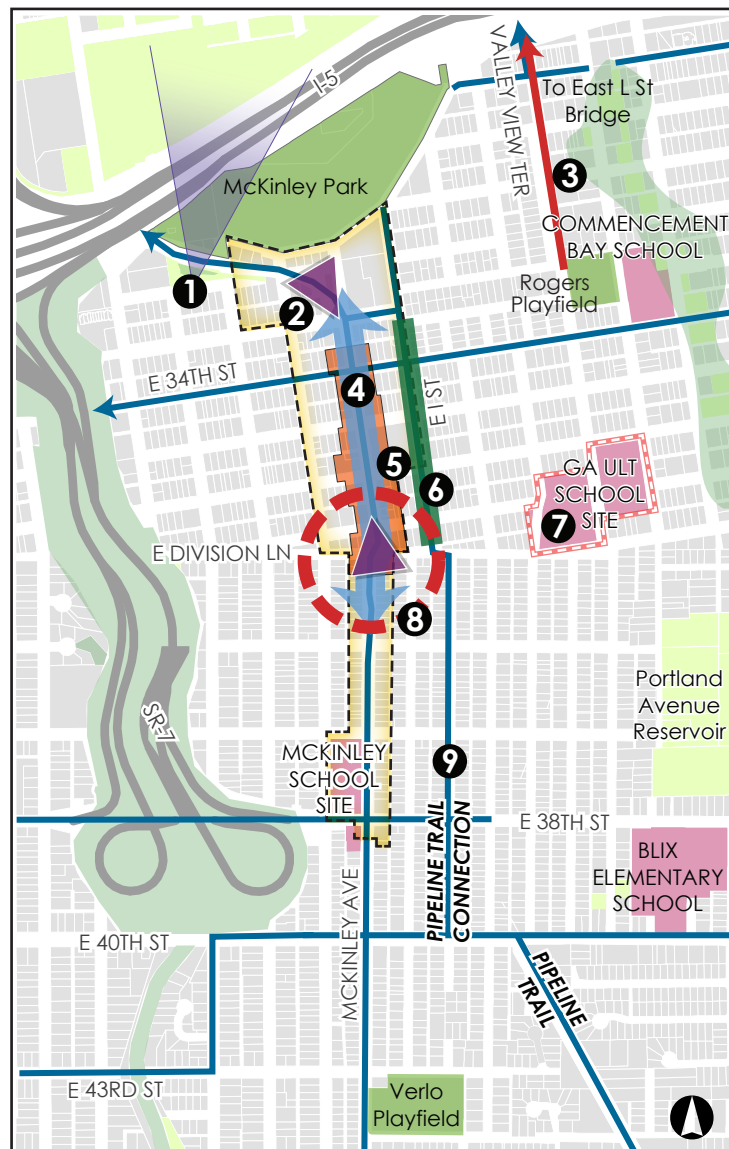 I-5
VALLEY VIEW TER
To East L St
Bridge
McKinley Park
3
COMMENCEMENT
BAY SCHOOL
Rogers
Playfield
1
2
E 34TH ST
4
E I ST
5
6
GA ULT
SCHOOL
SITE
7
E DIVISION LN
8
Portland
Avenue
Reservoir
SR-7
MCKINLEY
SCHOOL
SITE
9
E 38TH ST
PIPELINE TRAIL
CONNECTION
BLIX
ELEMENTARY
SCHOOL
MCKINLEY AVE
E 40TH ST
PIPELINE
TRAIL
E 43RD ST
Verlo
Playfield